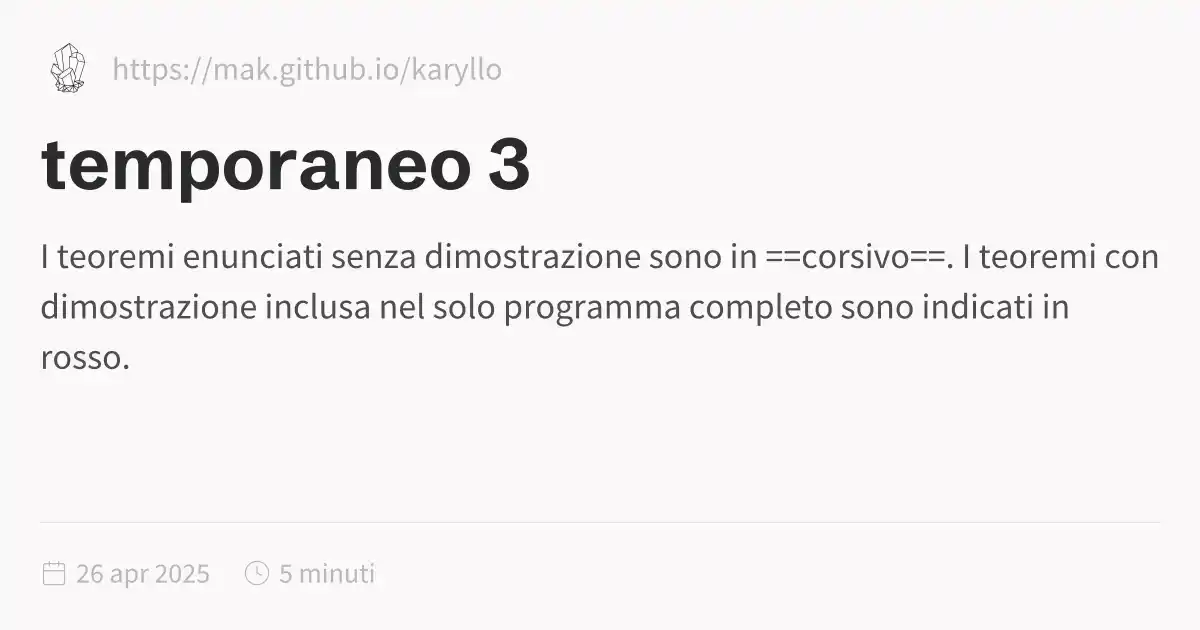 https://mak.github.io/karyllo
temporaneo 3
I teoremi enunciati senza dimostrazione sono in ==corsivo==. I teoremi con
dimostrazione inclusa nel solo programma completo sono indicati in
rosso.
26 apr 2025 5 minuti